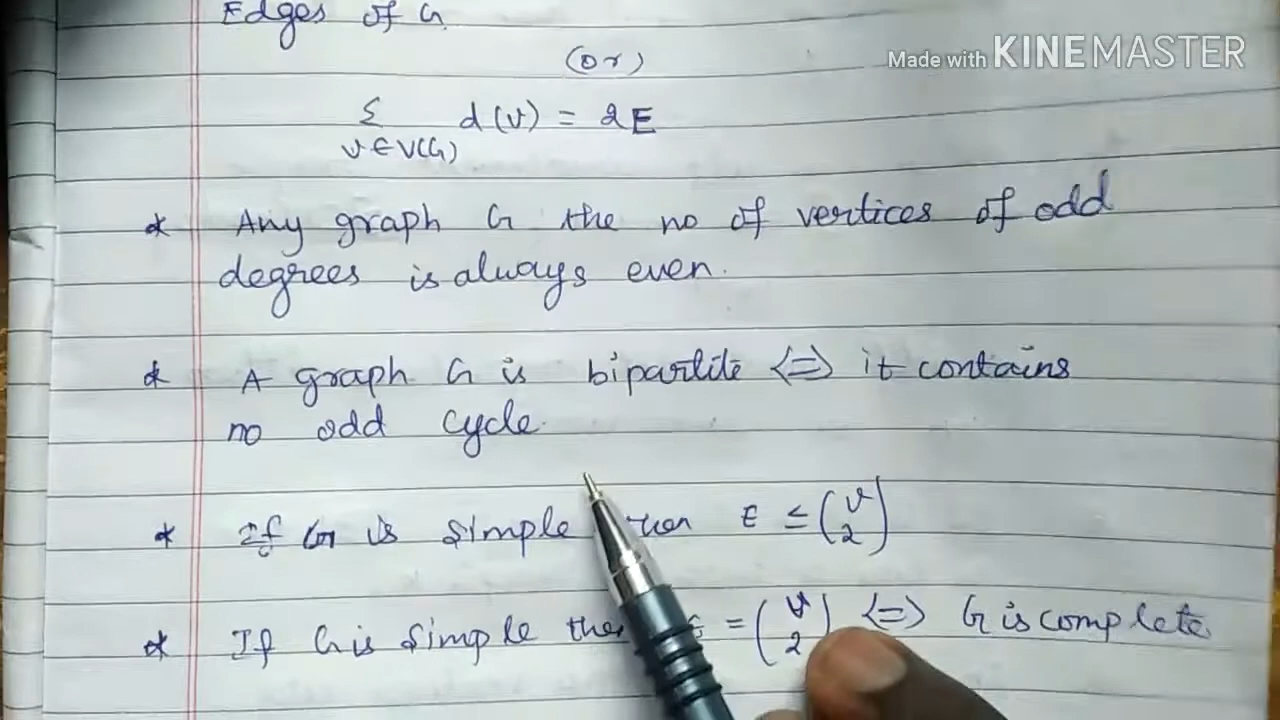 Edges of G
Made with KINEMASTER
(Or)
Σ d(v) = 2E
v∈V(G)
* Any graph G the no of vertices of odd
degrees is always even.
* A graph G is bipartite <=> it contains
no odd cycle.
* If G is simple then E ≤ (v
2)
* If G is simple = (v
2) <=> G is complete